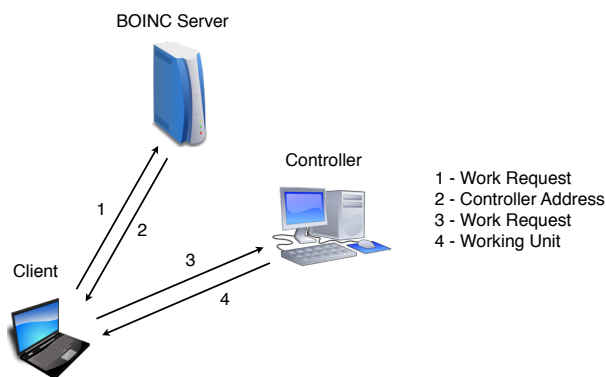 BOINC Server
Controller
1 - Work Request
2 - Controller Address
3 - Work Request
4 - Working Unit
1
2
3
4
Client